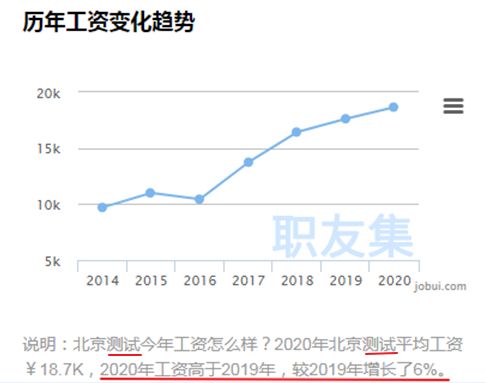 历年工资变化趋势
20k
15k
10k
5k
2014 2015 2016 2017 2018 2019 2020
职友集
jobui.com
说明：北京测试今年工资怎么样？2020年北京测试平均工资
￥18.7K，2020年工资高于2019年，较2019年增长了6%。